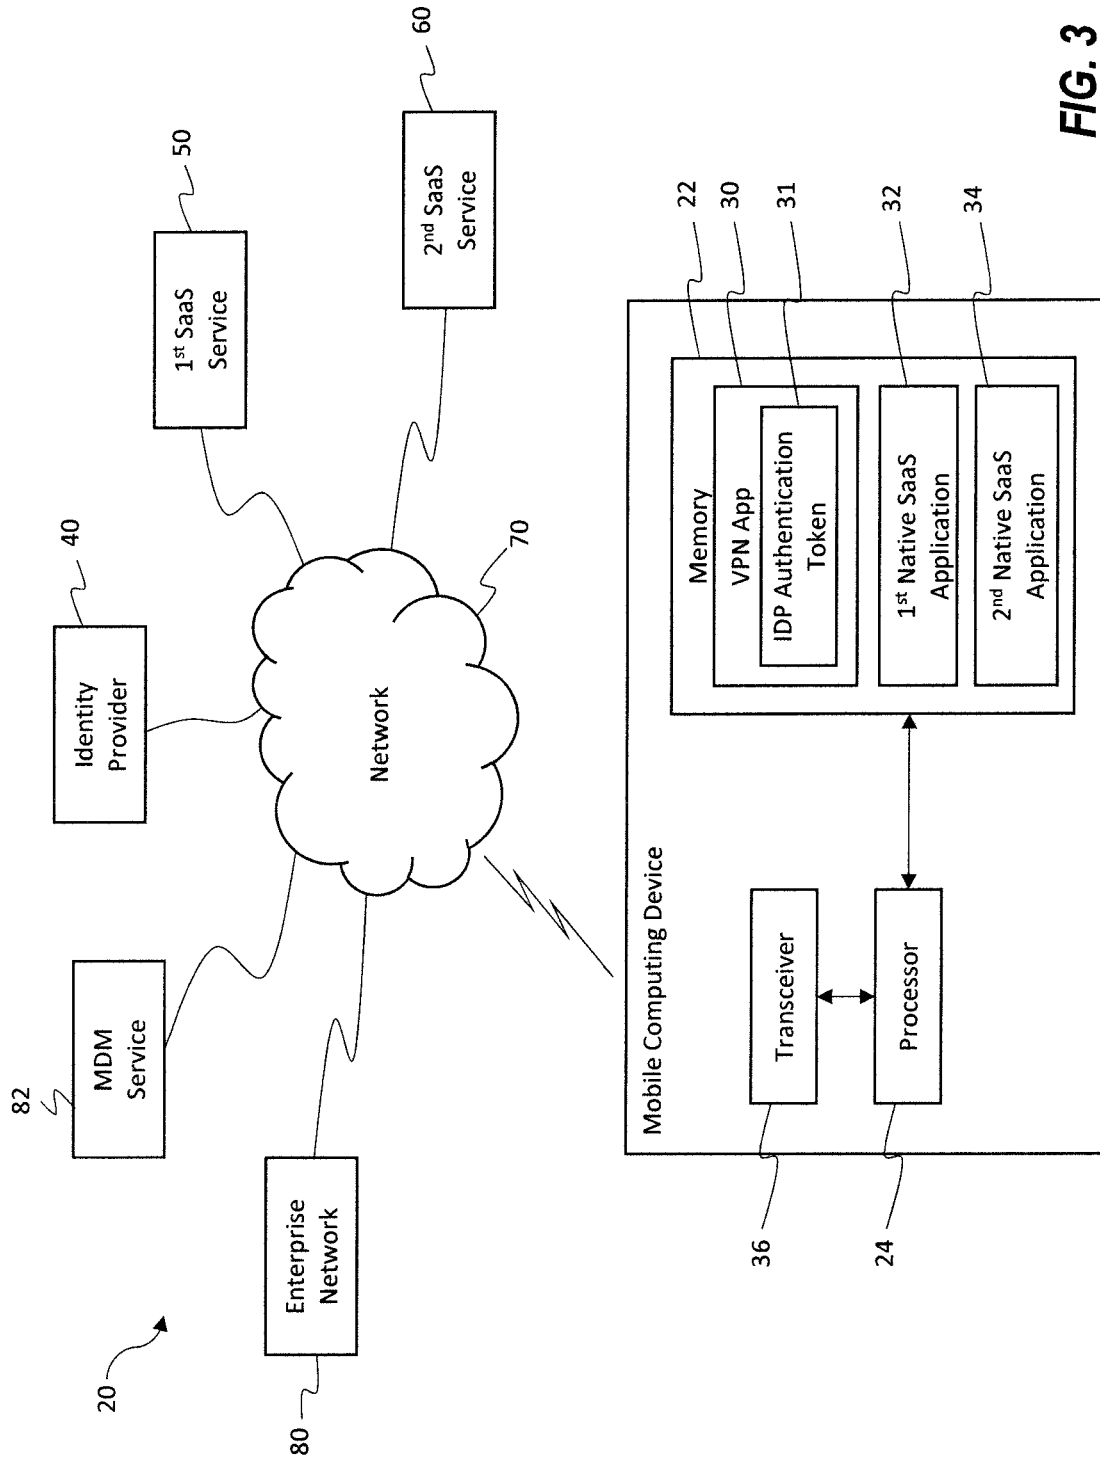 20
80
Enterprise
Network
82
MDM
Service
40
Identity
Provider
50
1st SaaS
Service
60
2nd SaaS
Service
Network
70
Mobile Computing Device
36
Transceiver
24
Processor
Memory
22
VPN App
30
IDP Authentication
Token
31
1st Native SaaS
Application
32
2nd Native SaaS
Application
34
FIG. 3